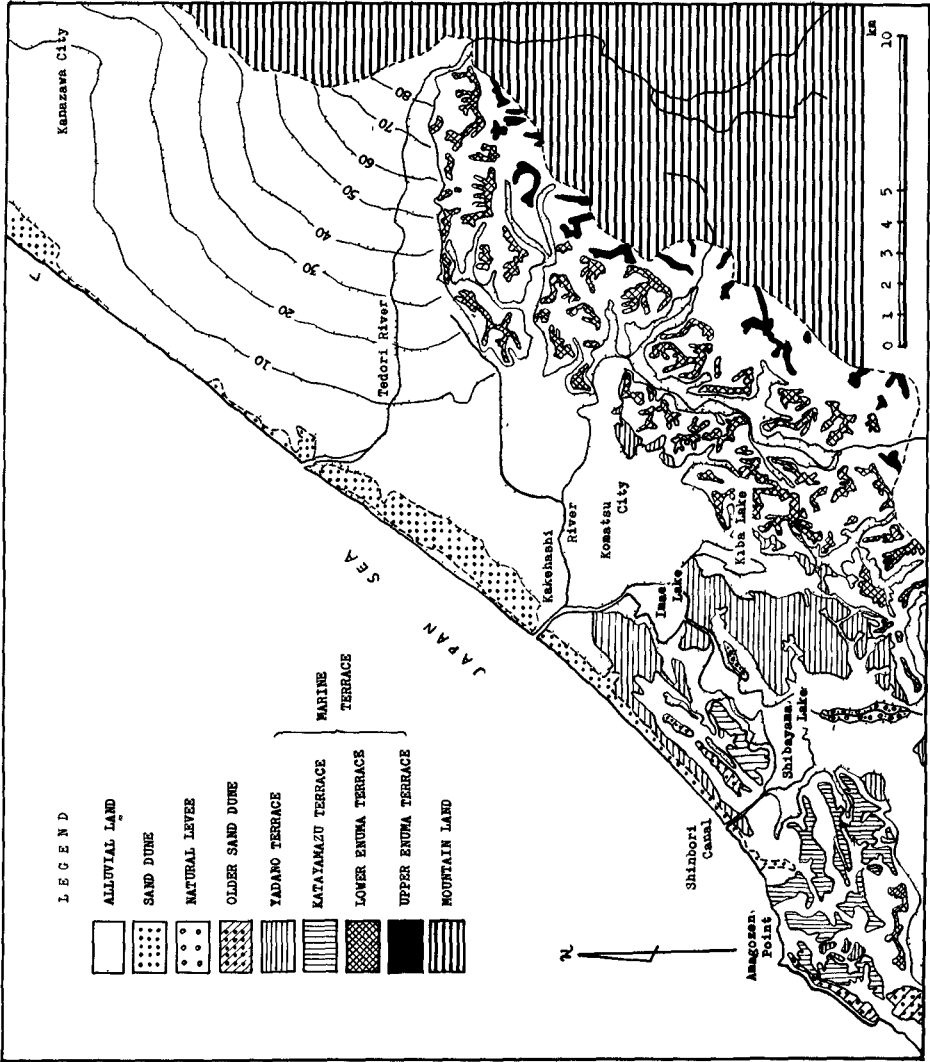 LEGEND
ALLUVIAL LAND
SAND DUNE
NATURAL LEVEE
OLDER SAND DUNE
YADANO TERRACE
KATAYAMAZU TERRACE
LOWER ENUMA TERRACE
UPPER ENUMA TERRACE
MOUNTAIN LAND
MARINE
TERRACE
Kanazawa City
JAPAN SEA
Tedori River
80
70
60
50
40
30
20
10
Kakehashi
River
Komatsu
City
Imae
Lake
Kiba Lake
Shibayama
Lake
Shinbori
Canal
Amagozen
Point
N
0 1 2 3 4 5 10
km